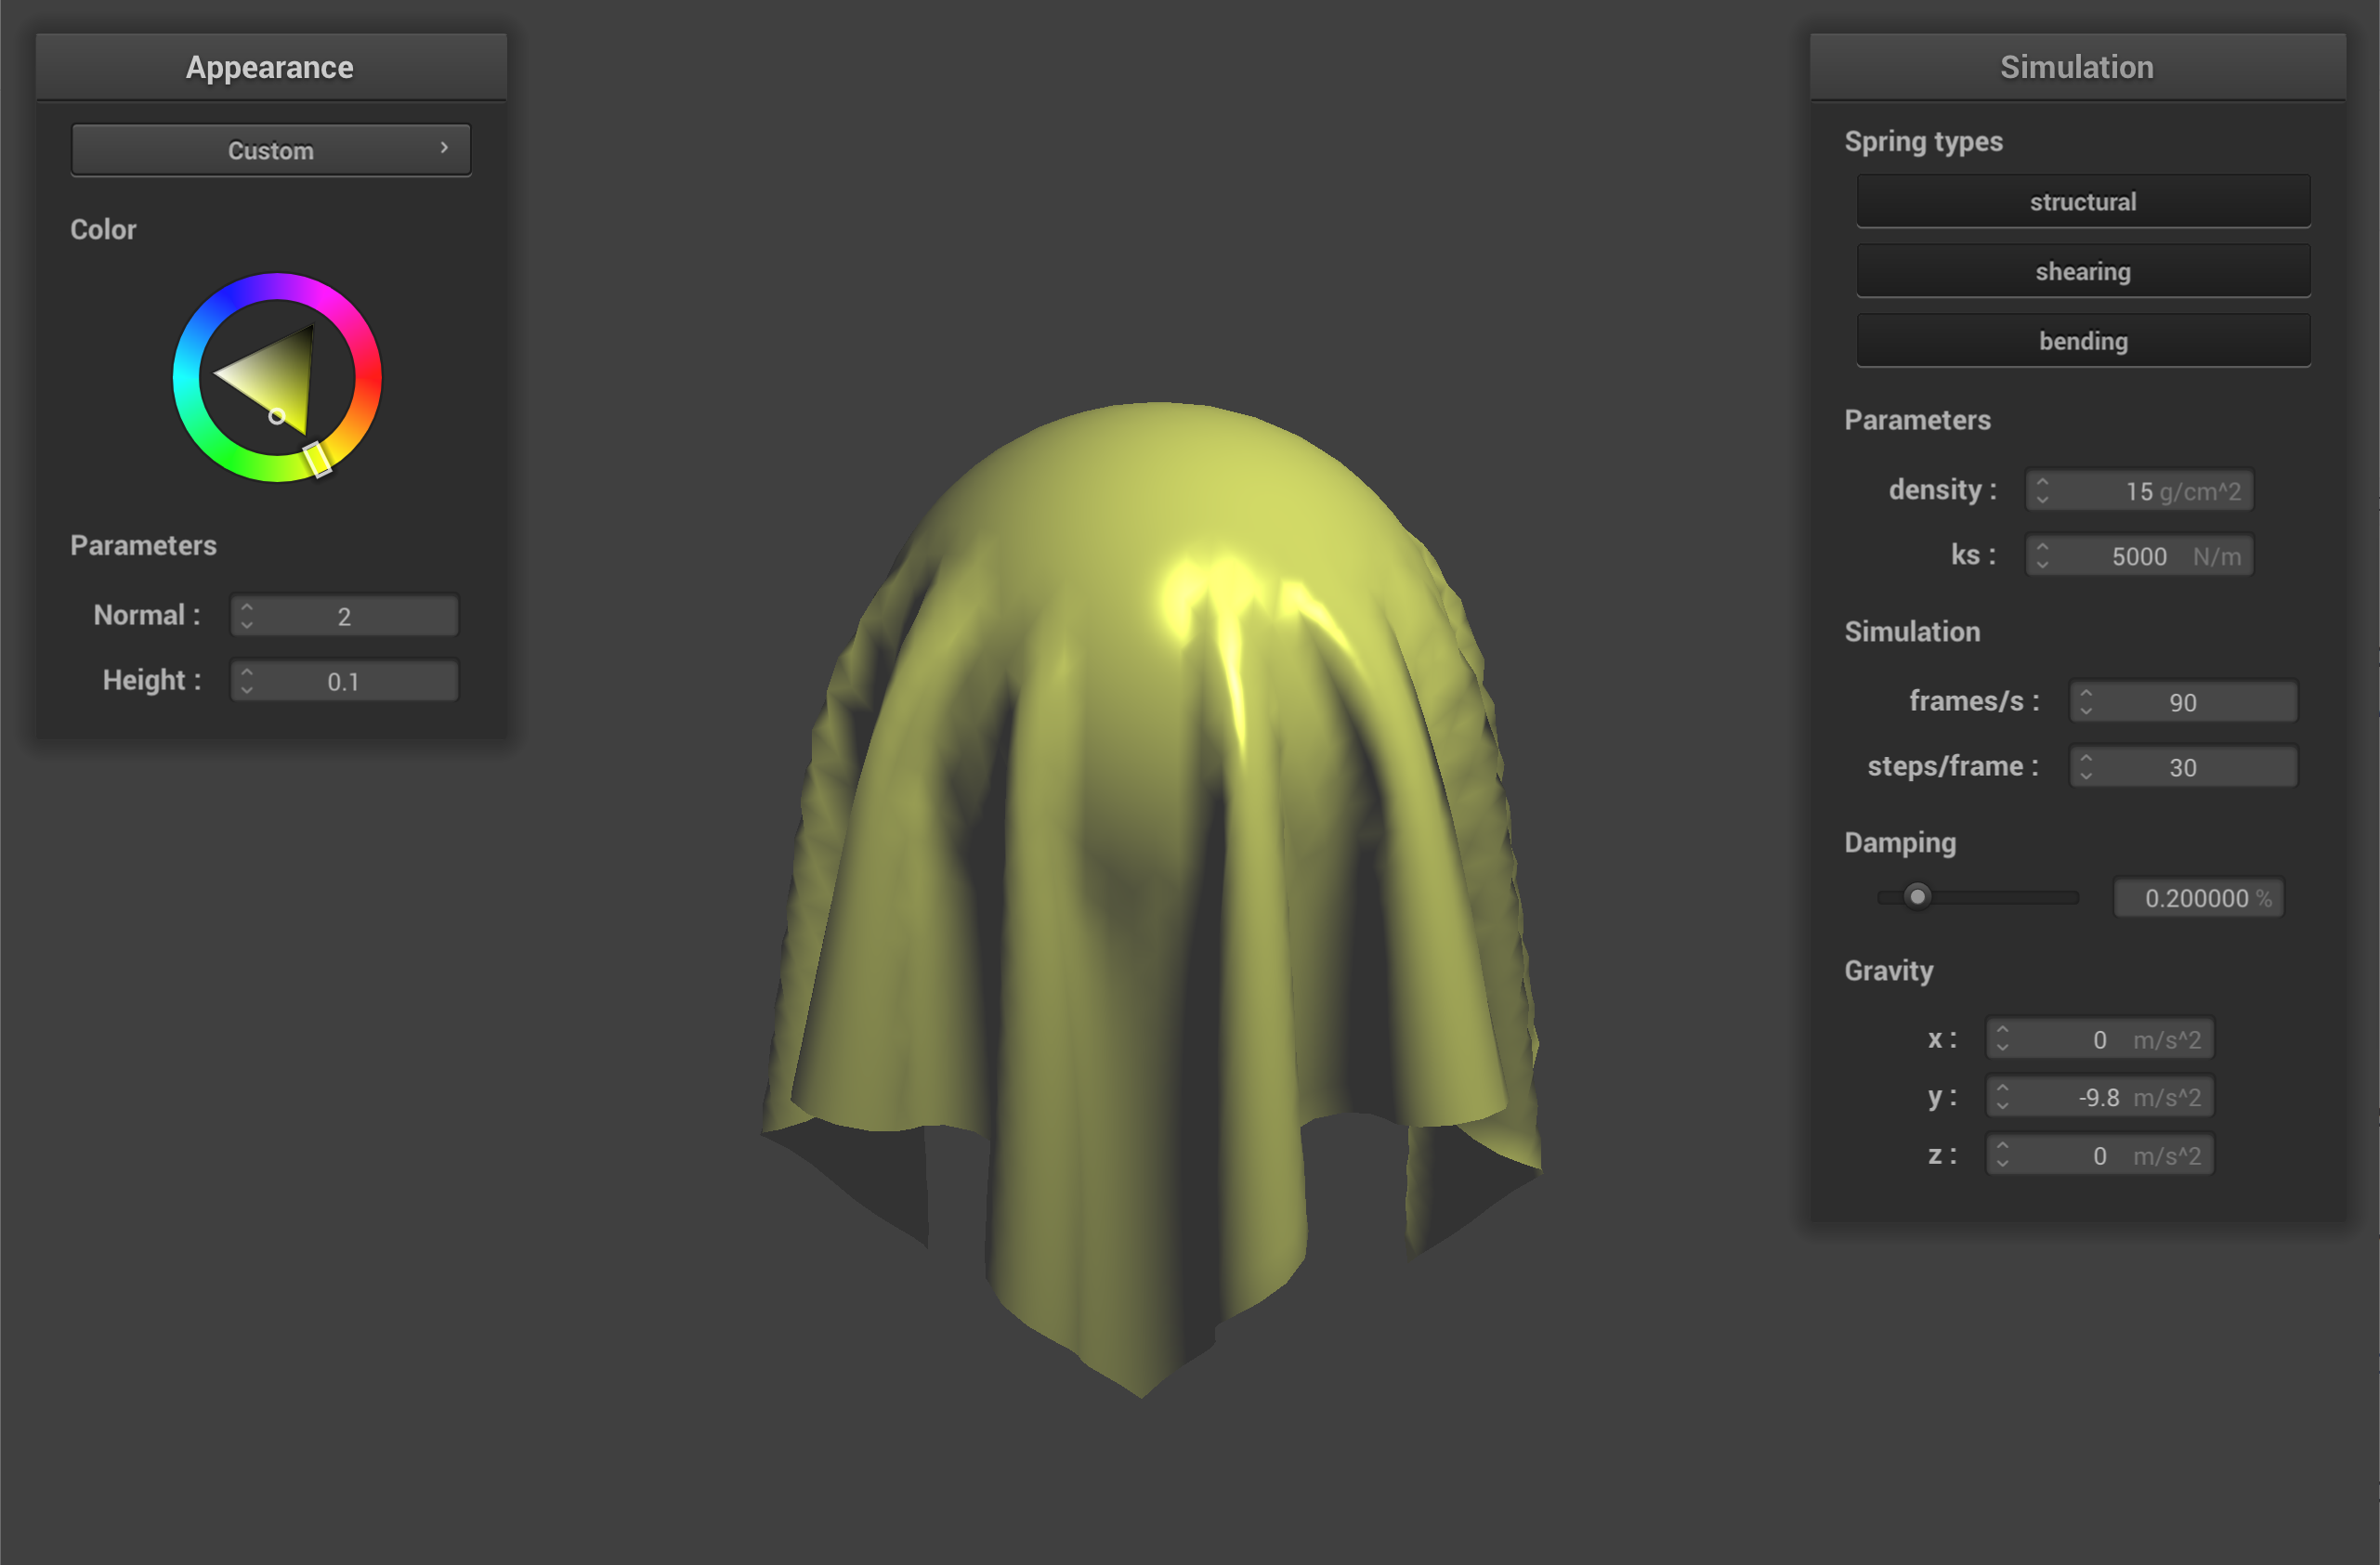 Appearance
Custom
Color
Parameters
Normal : 2
Height : 0.1
Simulation
Spring types
structural
shearing
bending
Parameters
density : 15 g/cm^2
ks : 5000 N/m
Simulation
frames/s : 90
steps/frame : 30
Damping
0.200000 %
Gravity
x : 0 m/s^2
y : -9.8 m/s^2
z : 0 m/s^2